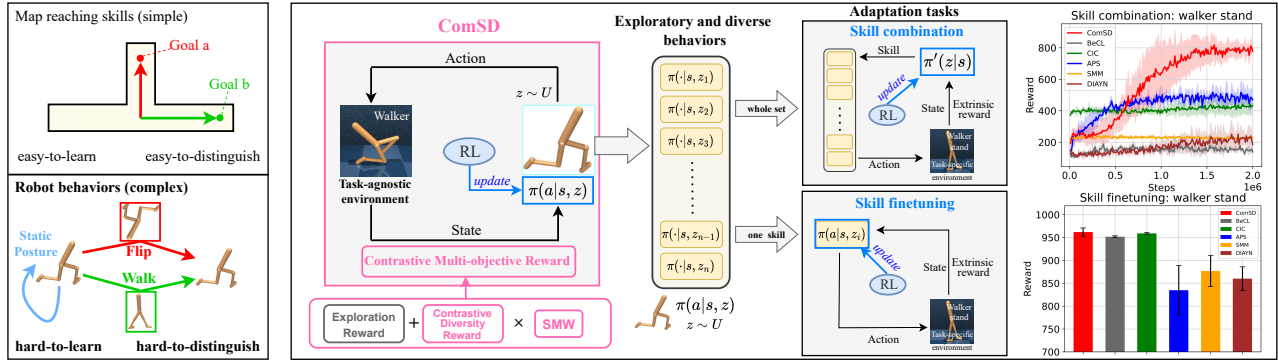 Map reaching skills (simple)
Goal a
Goal b
easy-to-learn
easy-to-distinguish
Robot behaviors (complex)
Static
Posture
Flip
Walk
hard-to-learn
hard-to-distinguish
ComSD
Action
z ~ U
Walker
RL
update
π(a|s, z)
Task-agnostic
environment
State
Contrastive Multi-objective Reward
Exploration
Reward
+
Contrastive
Diversity
Reward
×
SMW
Exploratory and diverse
behaviors
π(·|s, z₁)
π(·|s, z₂)
π(·|s, z₃)
π(·|s, zₙ₋₁)
π(·|s, zₙ)
π(a|s, z)
z ~ U
whole set
one skill
Adaptation tasks
Skill combination
Skill
π′(z|s)
update
RL
State
Extrinsic
reward
Action
Walker
stand
Task-specific
environment
Skill finetuning
π(a|s, zᵢ)
update
RL
State
Extrinsic
reward
Action
Walker
stand
Task-specific
environment
Skill combination: walker stand
ComSD
BeCL
CIC
APS
SMM
DIAYN
Reward
800
600
400
200
0.0
0.5
1.0
1.5
2.0
Steps
1e6
Skill finetuning: walker stand
ComSD
BeCL
CIC
APS
SMM
DIAYN
Reward
1000
950
900
850
800
750
700